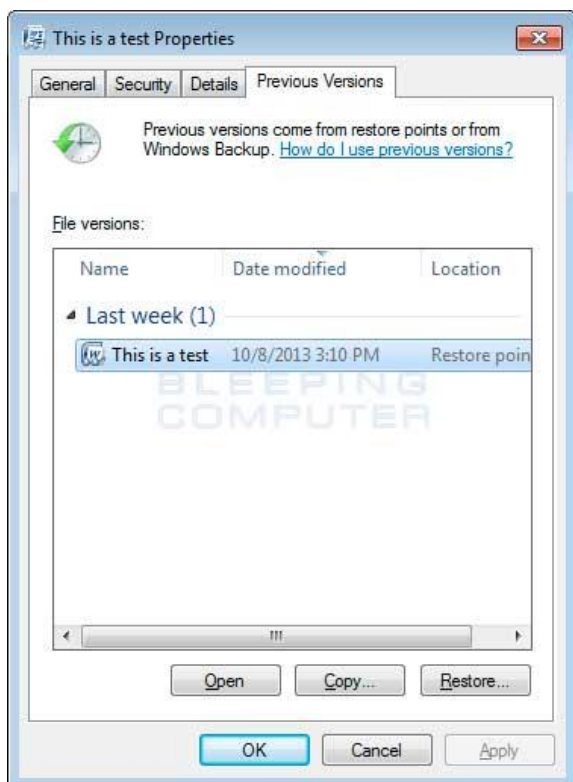 This is a test Properties
General Security Details Previous Versions
Previous versions come from restore points or from
Windows Backup. How do I use previous versions?
File versions:
Name Date modified Location
Last week (1)
This is a test 10/8/2013 3:10 PM Restore poin
BLEEPING
COMPUTER
Open Copy... Restore...
OK Cancel Apply